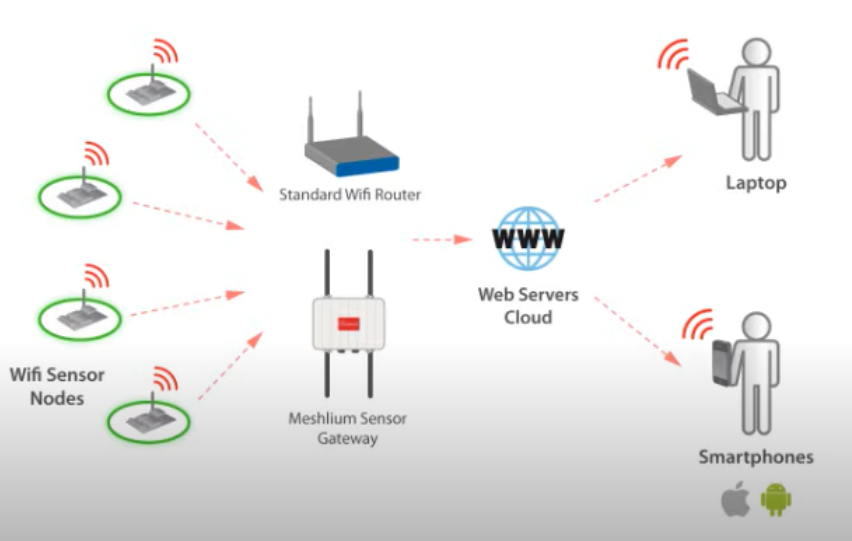 Standard Wifi Router
Laptop
WWW
Web Servers
Cloud
Wifi Sensor
Nodes
Meshlium Sensor
Gateway
Smartphones